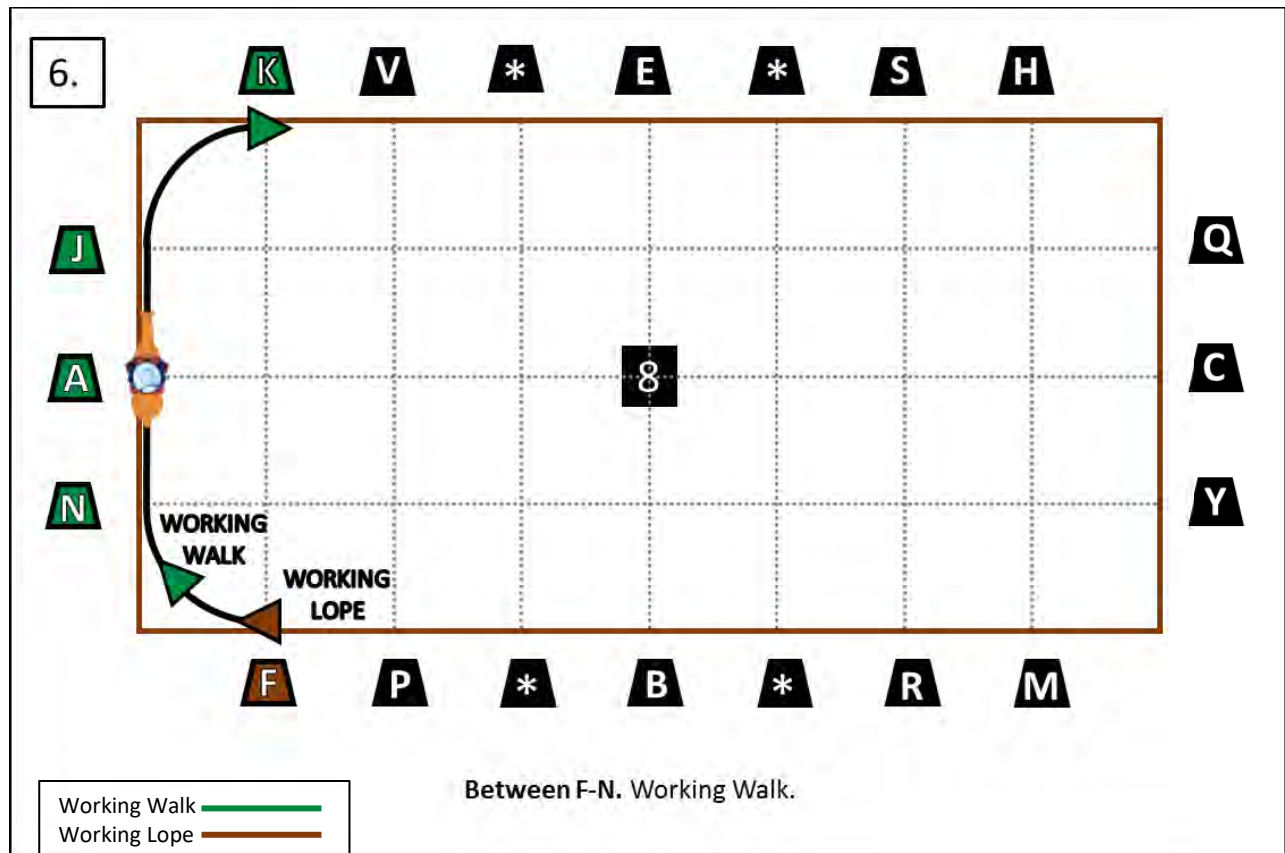 6.
K V * E * S H
J Q
A 8 C
N Y
WORKING
WALK
WORKING
LOPE
F P * B * R M
Between F-N. Working Walk.
Working Walk
Working Lope